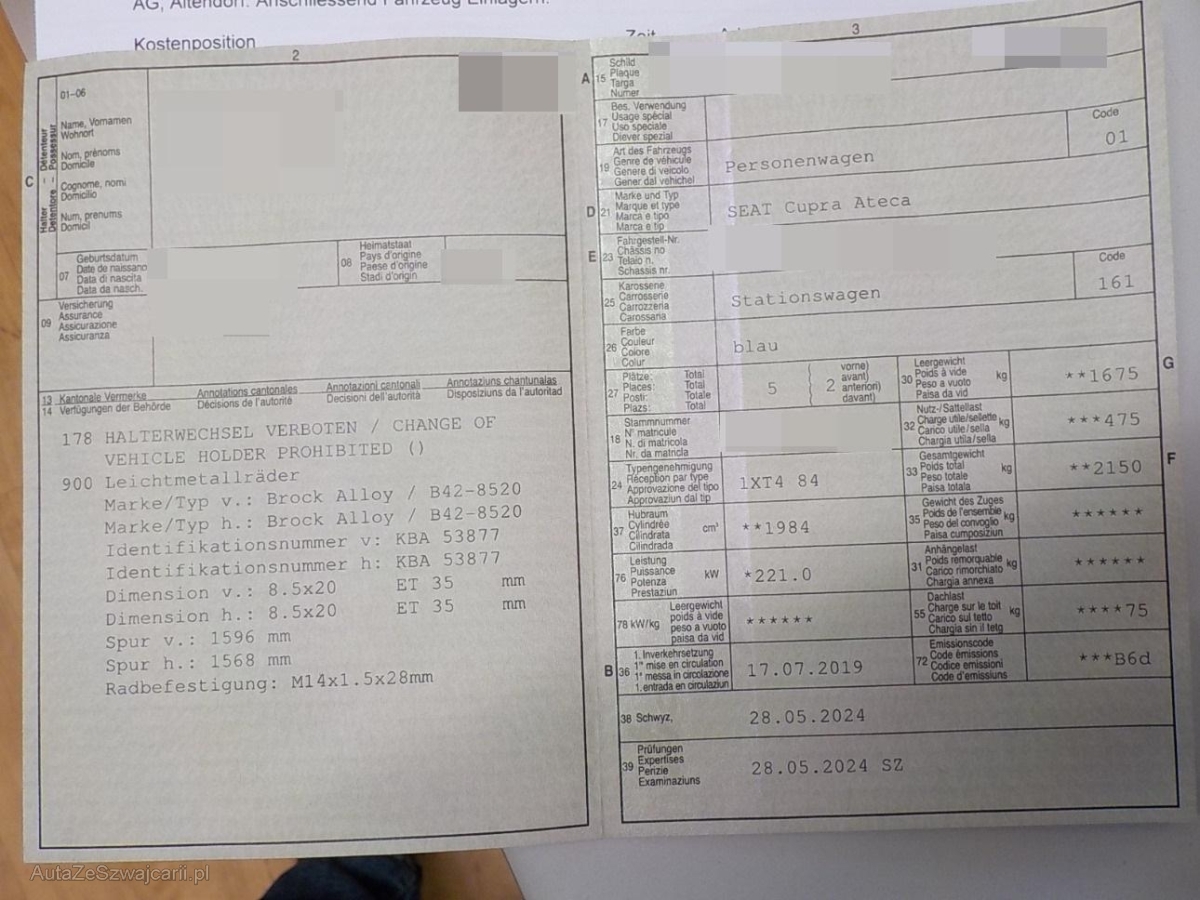 AG, Altendorf. Anschliessend Fahrzeug Einlagern.
Kostenposition
Zeit
2
01-06
C
Halter – Détenteur
Detentore – Possessur
Name, Vornamen
Wohnort
Nom, prénoms
Domicile
Cognome, nomi
Domicilio
Num, prenums
Domicil
07
Geburtsdatum
Date de naissanc
Data di nascita
Data da nasch.
08
Heimatstaat
Pays d'origine
Paese d'origine
Stadi d'origin
09
Versicherung
Assurance
Assicurazione
Assicuranza
13 Kantonale Vermerke Annotations cantonales Annotazioni cantonali Annotaziuns chantunalas
14 Verfügungen der Behörde Décisions de l'autorité Decisioni dell'autorità Disposiziuns da l'autoritad
178 HALTERWECHSEL VERBOTEN / CHANGE OF
VEHICLE HOLDER PROHIBITED ()
900 Leichtmetallräder
Marke/Typ v.: Brock Alloy / B42-8520
Marke/Typ h.: Brock Alloy / B42-8520
Identifikationsnummer v: KBA 53877
Identifikationsnummer h: KBA 53877
Dimension v.: 8.5x20 ET 35 mm
Dimension h.: 8.5x20 ET 35 mm
Spur v.: 1596 mm
Spur h.: 1568 mm
Radbefestigung: M14x1.5x28mm
3
A 15
Schild
Plaque
Targa
Numer
17
Bes. Verwendung
Usage spécial
Uso speciale
Diever spezial
Code
01
19
Art des Fahrzeugs
Genre de véhicule
Genere di veicolo
Gener dal vehichel
Personenwagen
D 21
Marke und Typ
Marque et type
Marca e tipo
Marca e tip
SEAT Cupra Ateca
E 23
Fahrgestell-Nr.
Châssis no
Telaio n.
Schassis nr.
Code
161
25
Karosserie
Carrosserie
Carrozzeria
Carossaria
Stationswagen
26
Farbe
Couleur
Colore
Colur
blau
27
Plätze: Total
Places: Total
Posti: Totale
Plazs: Total
5
2
vorne)
avant)
anteriori)
davant)
G
30
Leergewicht
Poids à vide
Peso a vuoto
Paisa da vid
kg
**1675
18
Stammnummer
N° matricule
N. di matricola
Nr. da matricla
32
Nutz-/Sattellast
Charge utile/sellette
Carico utile/sella
Chargia utila/sella
kg
***475
24
Typengenehmigung
Réception par type
Approvazione del tipo
Approvaziun dal tip
1XT4 84
F
33
Gesamtgewicht
Poids total
Peso totale
Paisa totala
kg
**2150
37
Hubraum
Cylindrée
Cilindrata
Cilindrada
cm³
**1984
35
Gewicht des Zuges
Poids de l'ensemble
Peso del convoglio
Paisa cumposiziun
kg
******
76
Leistung
Puissance
Potenza
Prestaziun
kW
*221.0
31
Anhängelast
Poids remorquable
Carico rimorchiato
Chargia annexa
kg
******
78 kW/kg
Leergewicht
poids à vide
peso a vuoto
paisa da vid
******
55
Dachlast
Charge sur le toit
Carico sul tetto
Chargia sin il tetg
kg
****75
B 36
1. Inverkehrsetzung
1re mise en circulation
1a messa in circolazione
1. entrada en circulaziun
17.07.2019
72
Emissionscode
Code émissions
Codice emissioni
Code d'emissiuns
***B6d
38 Schwyz, 28.05.2024
39
Prüfungen
Expertises
Perizie
Examinaziuns
28.05.2024 SZ
AutaZeSzwajcarii.pl